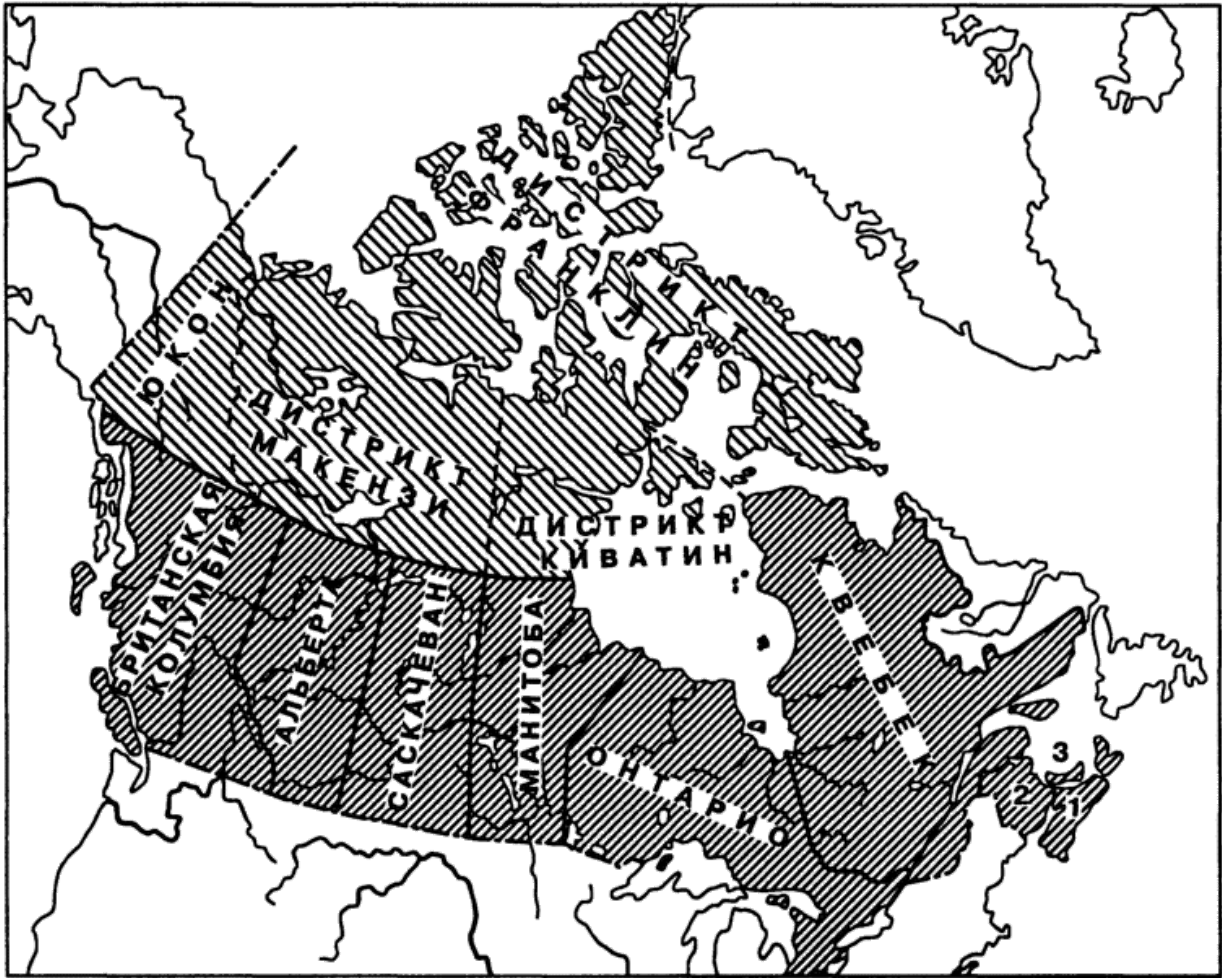 ДИСТРИКТ
ФРАНКЛИН
ЮКОН
ДИСТРИКТ
МАКЕНЗИ
ДИСТРИКТ
КИВАТИН
БРИТАНСКАЯ
КОЛУМБИЯ
АЛЬБЕРТА
САСКАЧЕВАН
МАНИТОБА
ОНТАРИО
КВЕБЕК
3
2
1